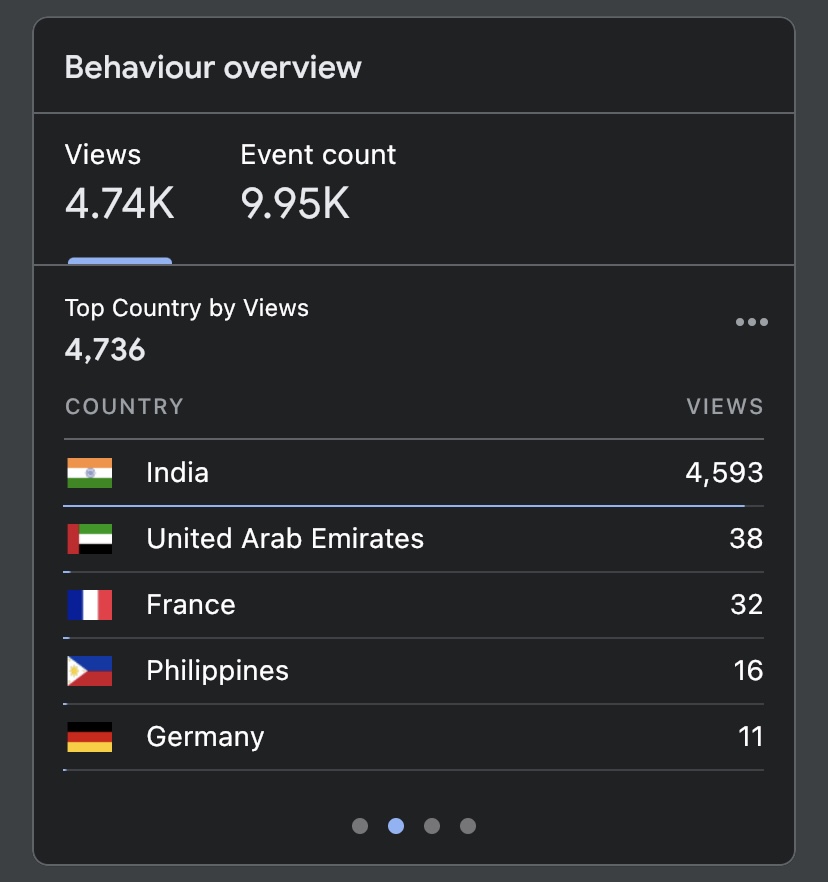 Behaviour overview
Views Event count
4.74K 9.95K
Top Country by Views
4,736
COUNTRY VIEWS
India 4,593
United Arab Emirates 38
France 32
Philippines 16
Germany 11